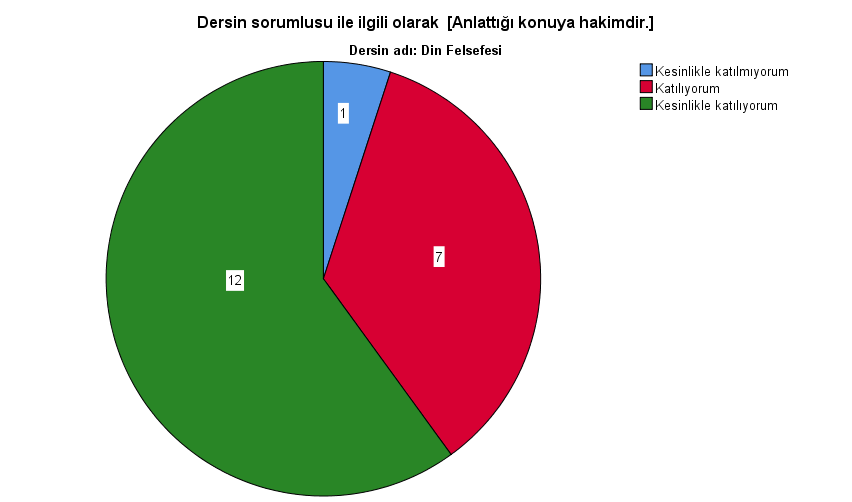 Dersin sorumlusu ile ilgili olarak [Anlattığı konuya hakimdir.]
Dersin adı: Din Felsefesi
Kesinlikle katılmıyorum
Katılıyorum
Kesinlikle katılıyorum
1
7
12